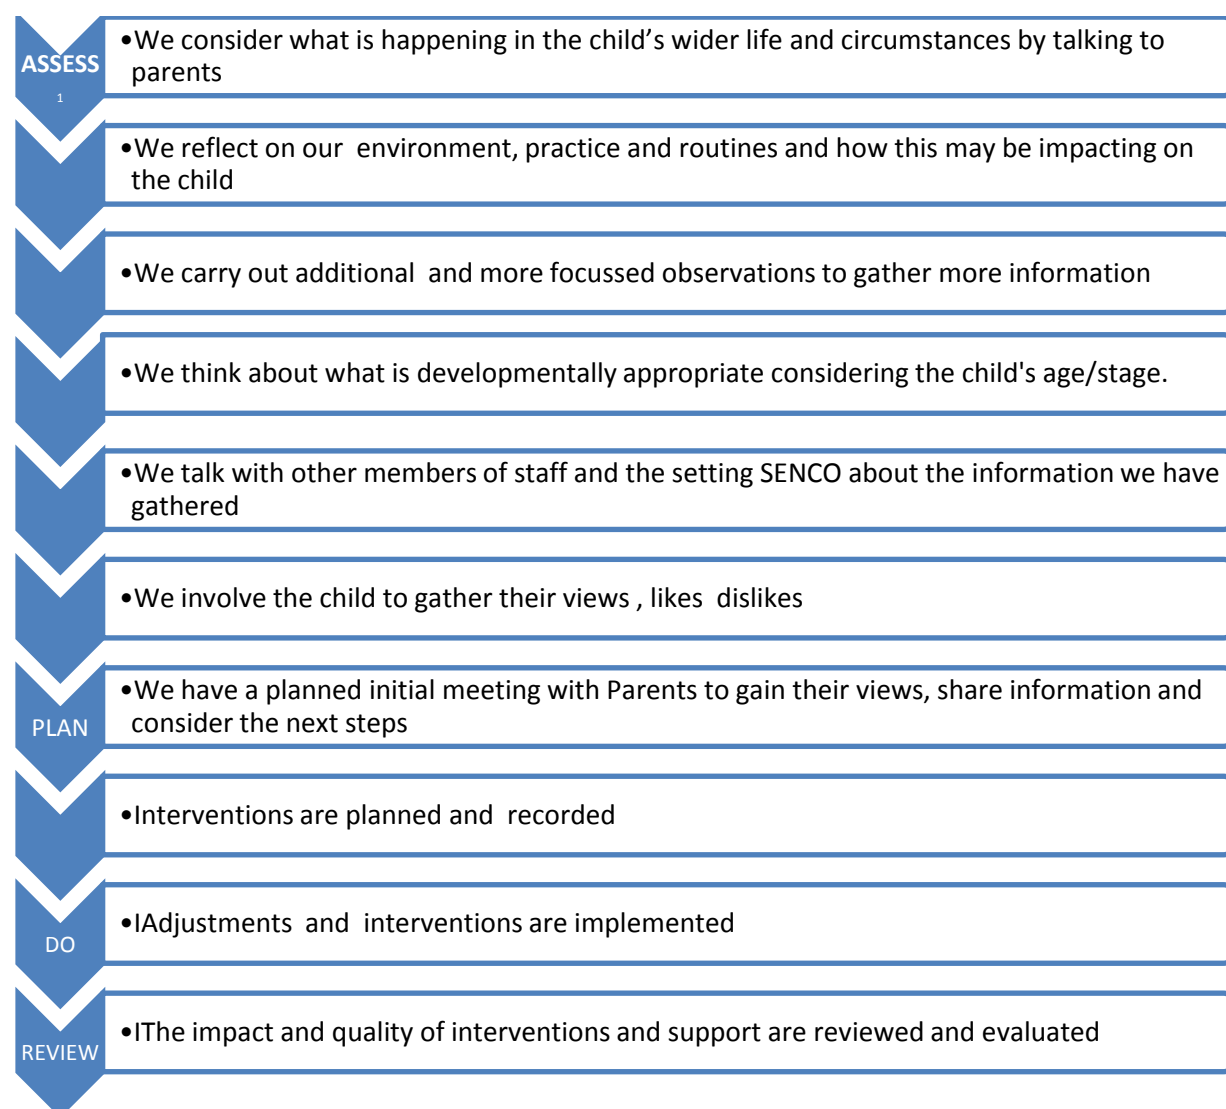 ASSESS
1
•We consider what is happening in the child’s wider life and circumstances by talking to
parents
•We reflect on our  environment, practice and routines and how this may be impacting on
the child
•We carry out additional  and more focussed observations to gather more information
•We think about what is developmentally appropriate considering the child's age/stage.
•We talk with other members of staff and the setting SENCO about the information we have
gathered
•We involve the child to gather their views , likes  dislikes
PLAN
•We have a planned initial meeting with Parents to gain their views, share information and
consider the next steps
•Interventions are planned and  recorded
DO
•IAdjustments  and  interventions are implemented
REVIEW
•IThe impact and quality of interventions and support are reviewed and evaluated